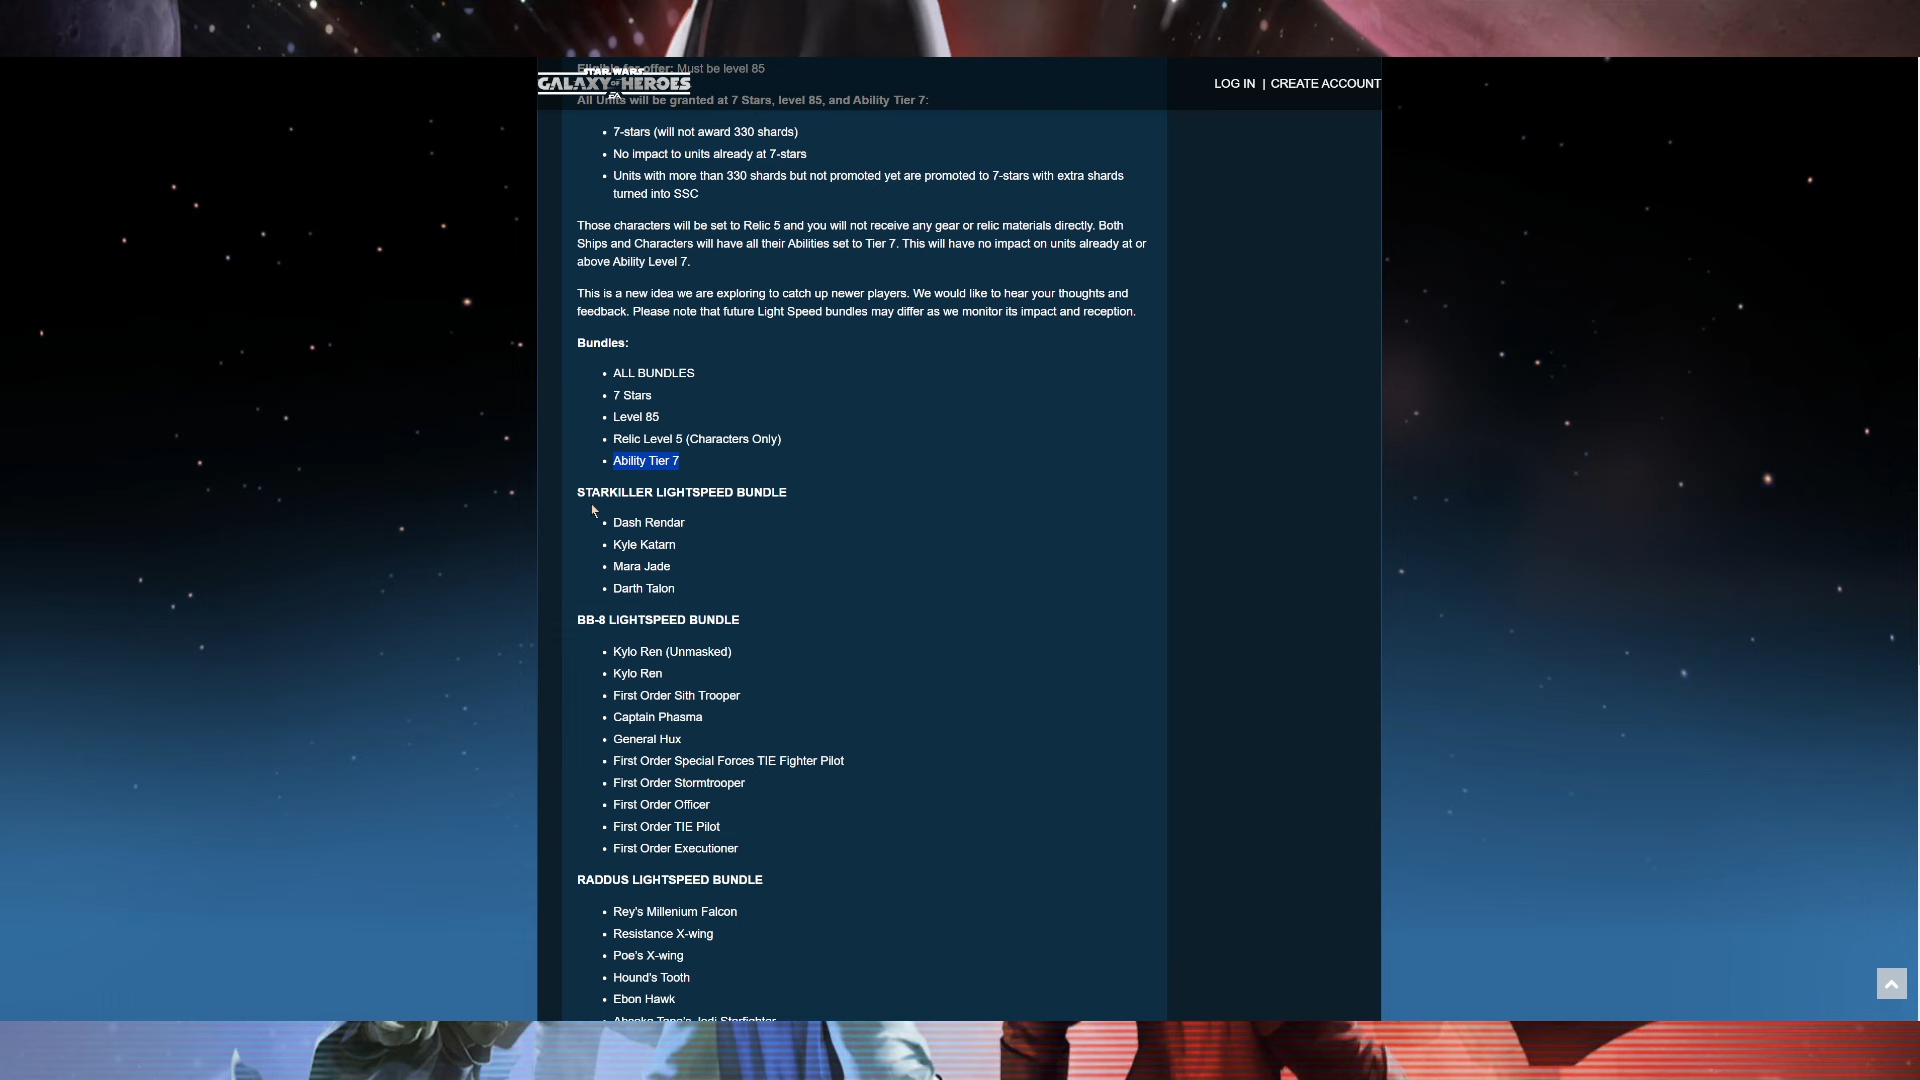 Eligible for offer: Must be level 85
STAR WARS
GALAXY OF HEROES
EA
LOG IN | CREATE ACCOUNT
All Units will be granted at 7 Stars, level 85, and Ability Tier 7:
• 7-stars (will not award 330 shards)
• No impact to units already at 7-stars
• Units with more than 330 shards but not promoted yet are promoted to 7-stars with extra shards
turned into SSC
Those characters will be set to Relic 5 and you will not receive any gear or relic materials directly. Both
Ships and Characters will have all their Abilities set to Tier 7. This will have no impact on units already at or
above Ability Level 7.
This is a new idea we are exploring to catch up newer players. We would like to hear your thoughts and
feedback. Please note that future Light Speed bundles may differ as we monitor its impact and reception.
Bundles:
• ALL BUNDLES
• 7 Stars
• Level 85
• Relic Level 5 (Characters Only)
• Ability Tier 7
STARKILLER LIGHTSPEED BUNDLE
• Dash Rendar
• Kyle Katarn
• Mara Jade
• Darth Talon
BB-8 LIGHTSPEED BUNDLE
• Kylo Ren (Unmasked)
• Kylo Ren
• First Order Sith Trooper
• Captain Phasma
• General Hux
• First Order Special Forces TIE Fighter Pilot
• First Order Stormtrooper
• First Order Officer
• First Order TIE Pilot
• First Order Executioner
RADDUS LIGHTSPEED BUNDLE
• Rey's Millenium Falcon
• Resistance X-wing
• Poe's X-wing
• Hound's Tooth
• Ebon Hawk
• Ahsoka Tano's Jedi Starfighter